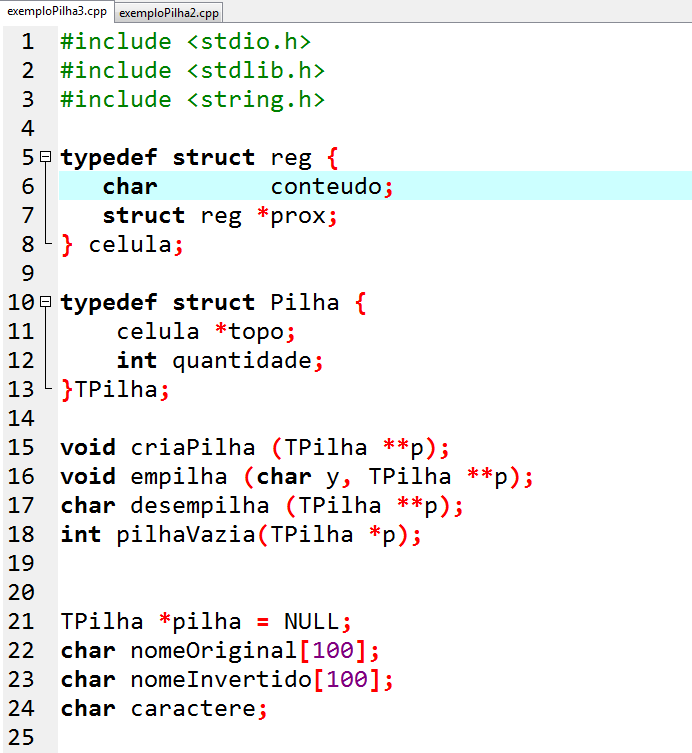 exemploPilha3.cpp exemploPilha2.cpp
1 #include <stdio.h>
2 #include <stdlib.h>
3 #include <string.h>
4
5 typedef struct reg {
6    char        conteudo;
7    struct reg *prox;
8 } celula;
9
10 typedef struct Pilha {
11     celula *topo;
12     int quantidade;
13 }TPilha;
14
15 void criaPilha (TPilha **p);
16 void empilha (char y, TPilha **p);
17 char desempilha (TPilha **p);
18 int pilhaVazia(TPilha *p);
19
20
21 TPilha *pilha = NULL;
22 char nomeOriginal[100];
23 char nomeInvertido[100];
24 char caractere;
25